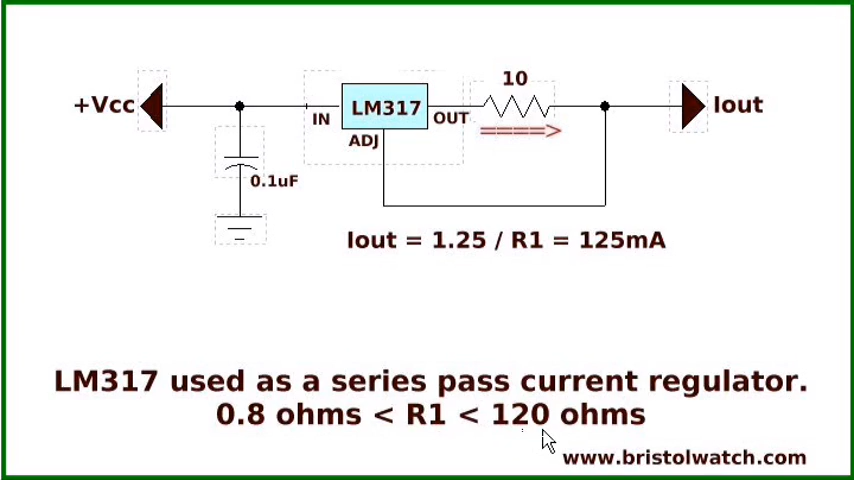 10
+Vcc
LM317
Iout
IN
OUT
====>
ADJ
0.1uF
Iout = 1.25 / R1 = 125mA
LM317 used as a series pass current regulator.
0.8 ohms < R1 < 120 ohms
www.bristolwatch.com